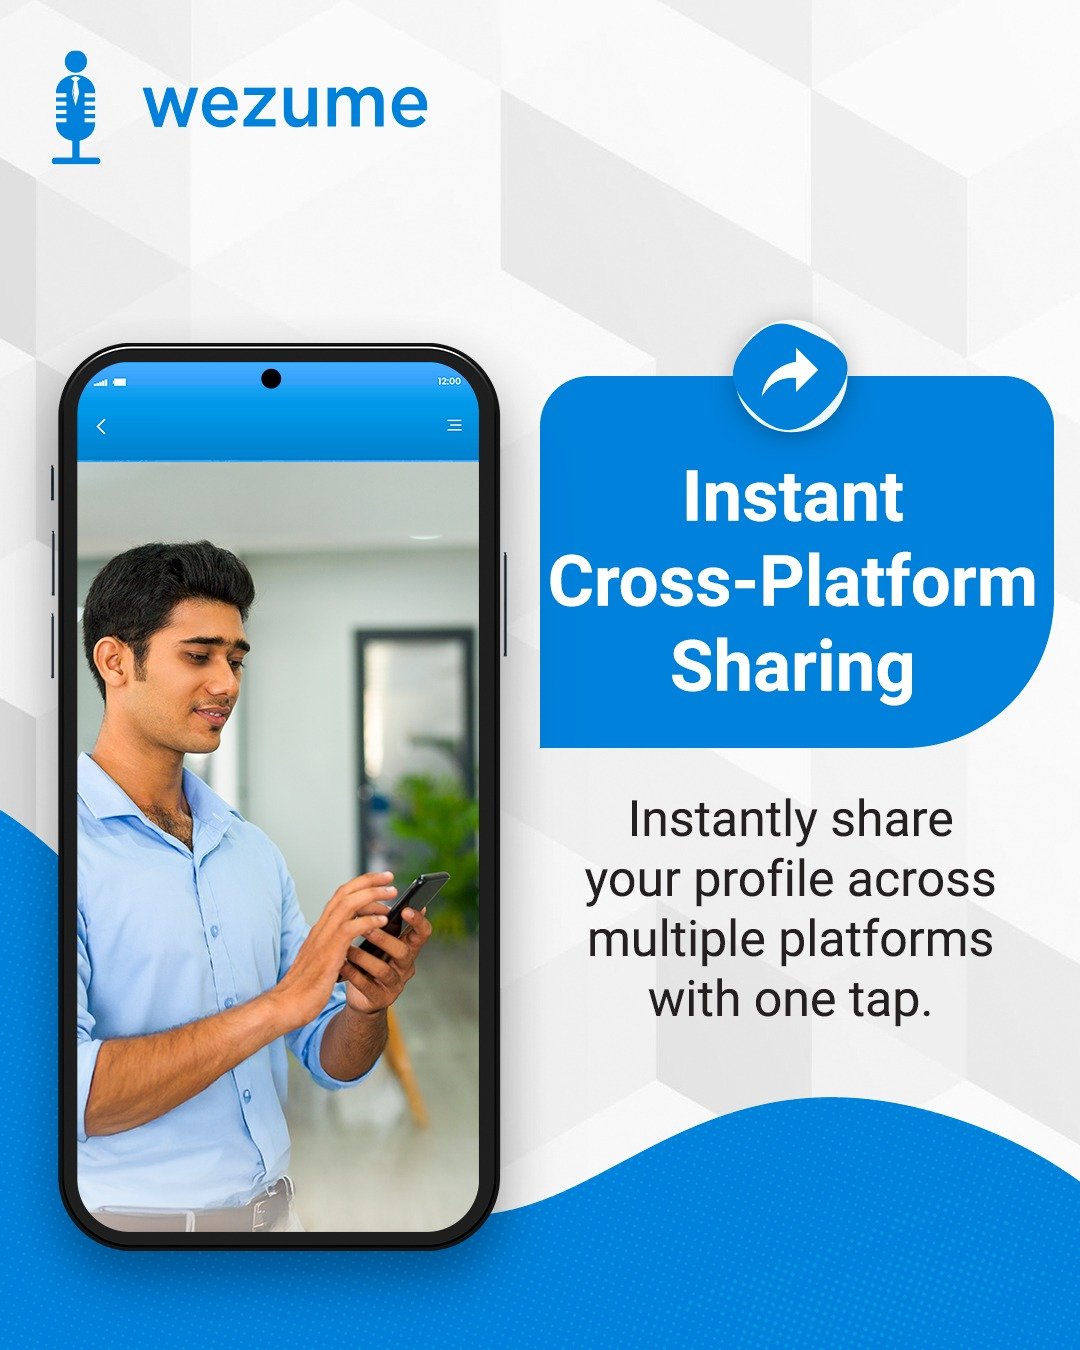 wezume
12:00
Instant
Cross-Platform
Sharing
Instantly share
your profile across
multiple platforms
with one tap.